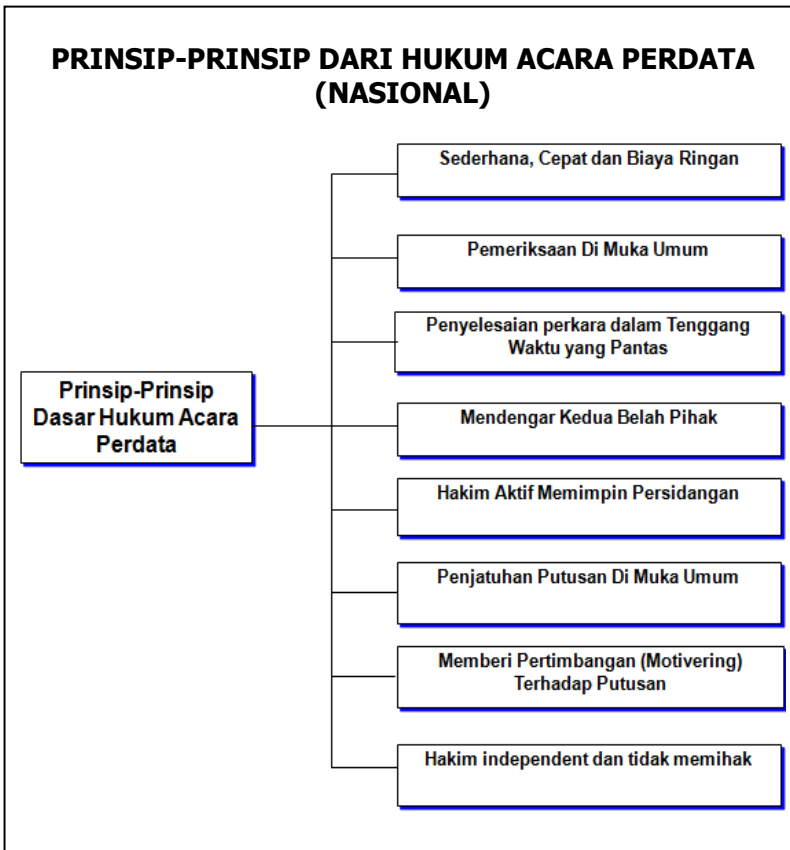 PRINSIP-PRINSIP DARI HUKUM ACARA PERDATA
(NASIONAL)
Sederhana, Cepat dan Biaya Ringan
Pemeriksaan Di Muka Umum
Penyelesaian perkara dalam Tenggang
Waktu yang Pantas
Prinsip-Prinsip
Dasar Hukum Acara
Perdata
Mendengar Kedua Belah Pihak
Hakim Aktif Memimpin Persidangan
Penjatuhan Putusan Di Muka Umum
Memberi Pertimbangan (Motivering)
Terhadap Putusan
Hakim independent dan tidak memihak